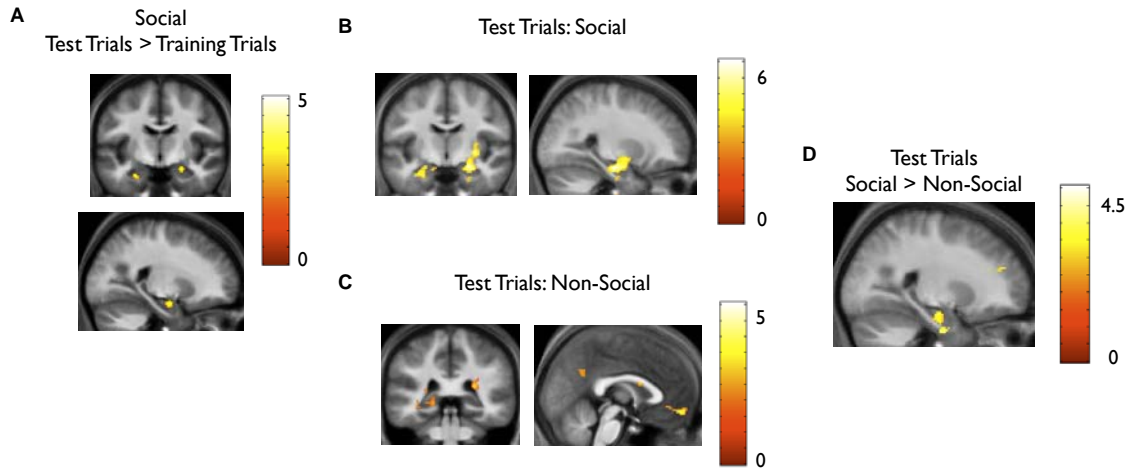 A
Social
Test Trials > Training Trials
5
0
B
Test Trials: Social
6
0
C
Test Trials: Non-Social
5
0
D
Test Trials
Social > Non-Social
4.5
0